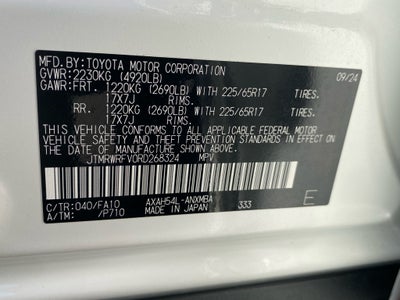 MFD. BY: TOYOTA MOTOR CORPORATION 09/24
GVWR: 2230KG (4920LB)
GAWR: FRT. 1220KG (2690LB) WITH 225/65R17 TIRES.
17X7J RIMS.
RR. 1220KG (2690LB) WITH 225/65R17 TIRES.
17X7J RIMS.
THIS VEHICLE CONFORMS TO ALL APPLICABLE FEDERAL MOTOR
VEHICLE SAFETY STANDARDS IN EFFECT ON THE DATE OF
MANUFACTURE SHOWN ABOVE.
JTMRWRFV0RD268324 MPV
C/TR: 040/FA10 AXAH54L-ANXMBA 333 E
A/TM: /P710 MADE IN JAPAN